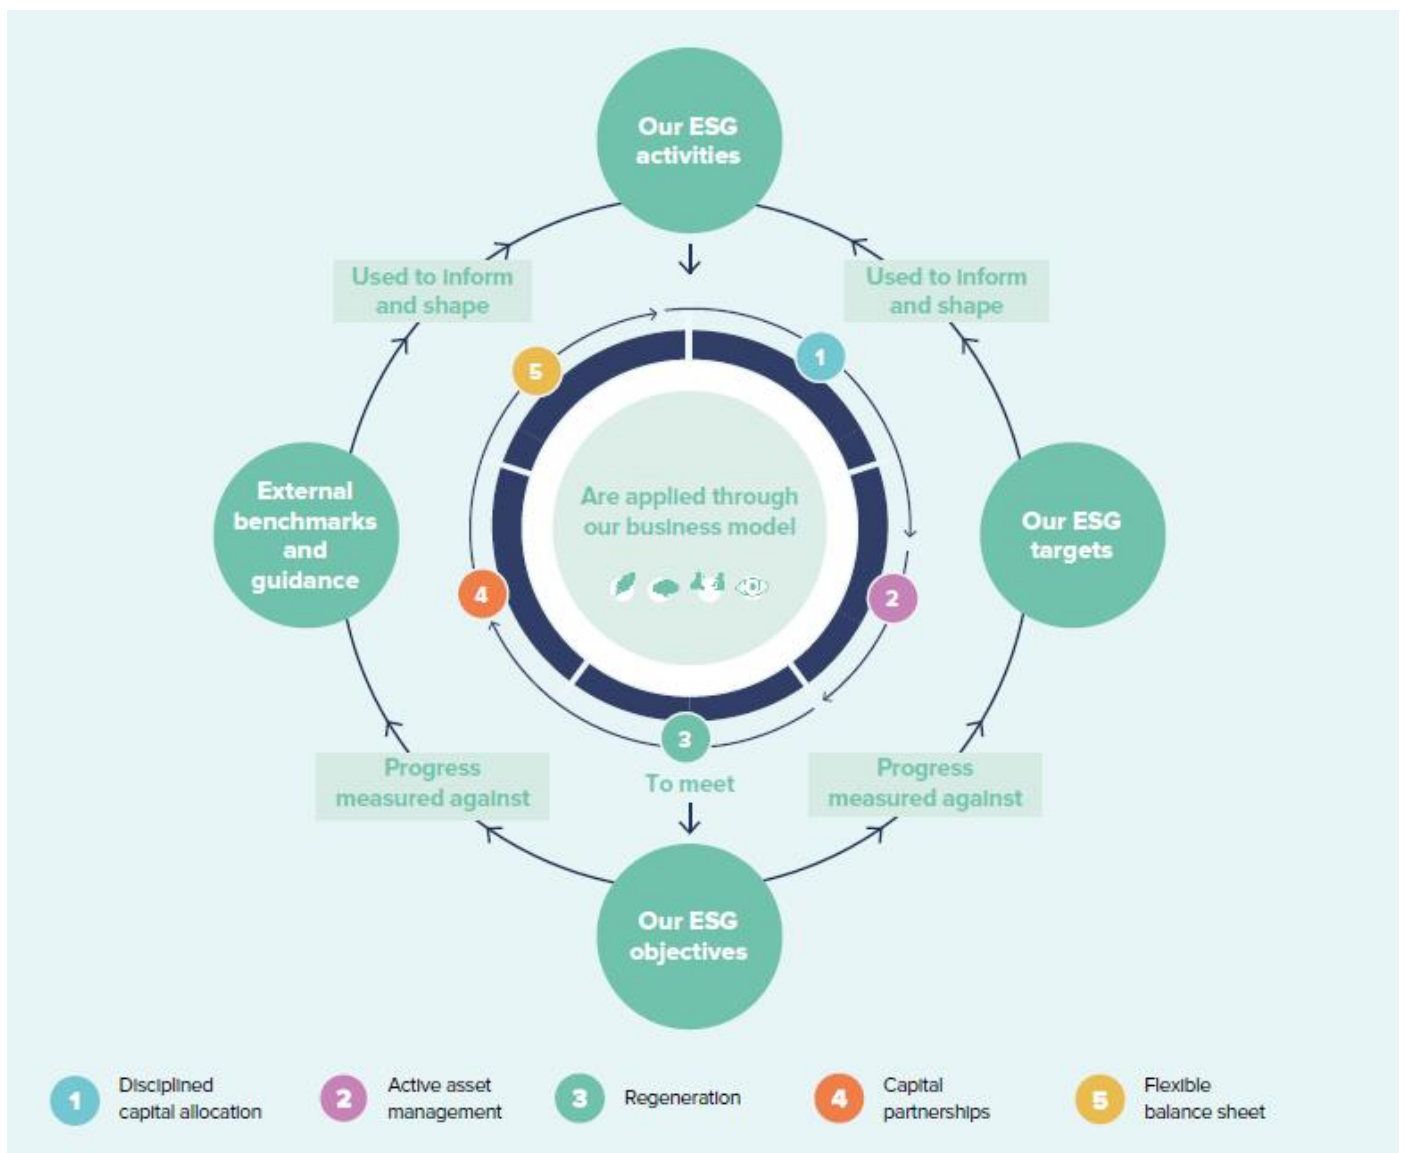 Our ESG
activities
Used to inform
and shape
Used to inform
and shape
1
5
External
benchmarks
and
guidance
Are applied through
our business model
Our ESG
targets
4
2
3
To meet
Progress
measured against
Progress
measured against
Our ESG
objectives
1
Disciplined
capital allocation
2
Active asset
management
3
Regeneration
4
Capital
partnerships
5
Flexible
balance sheet